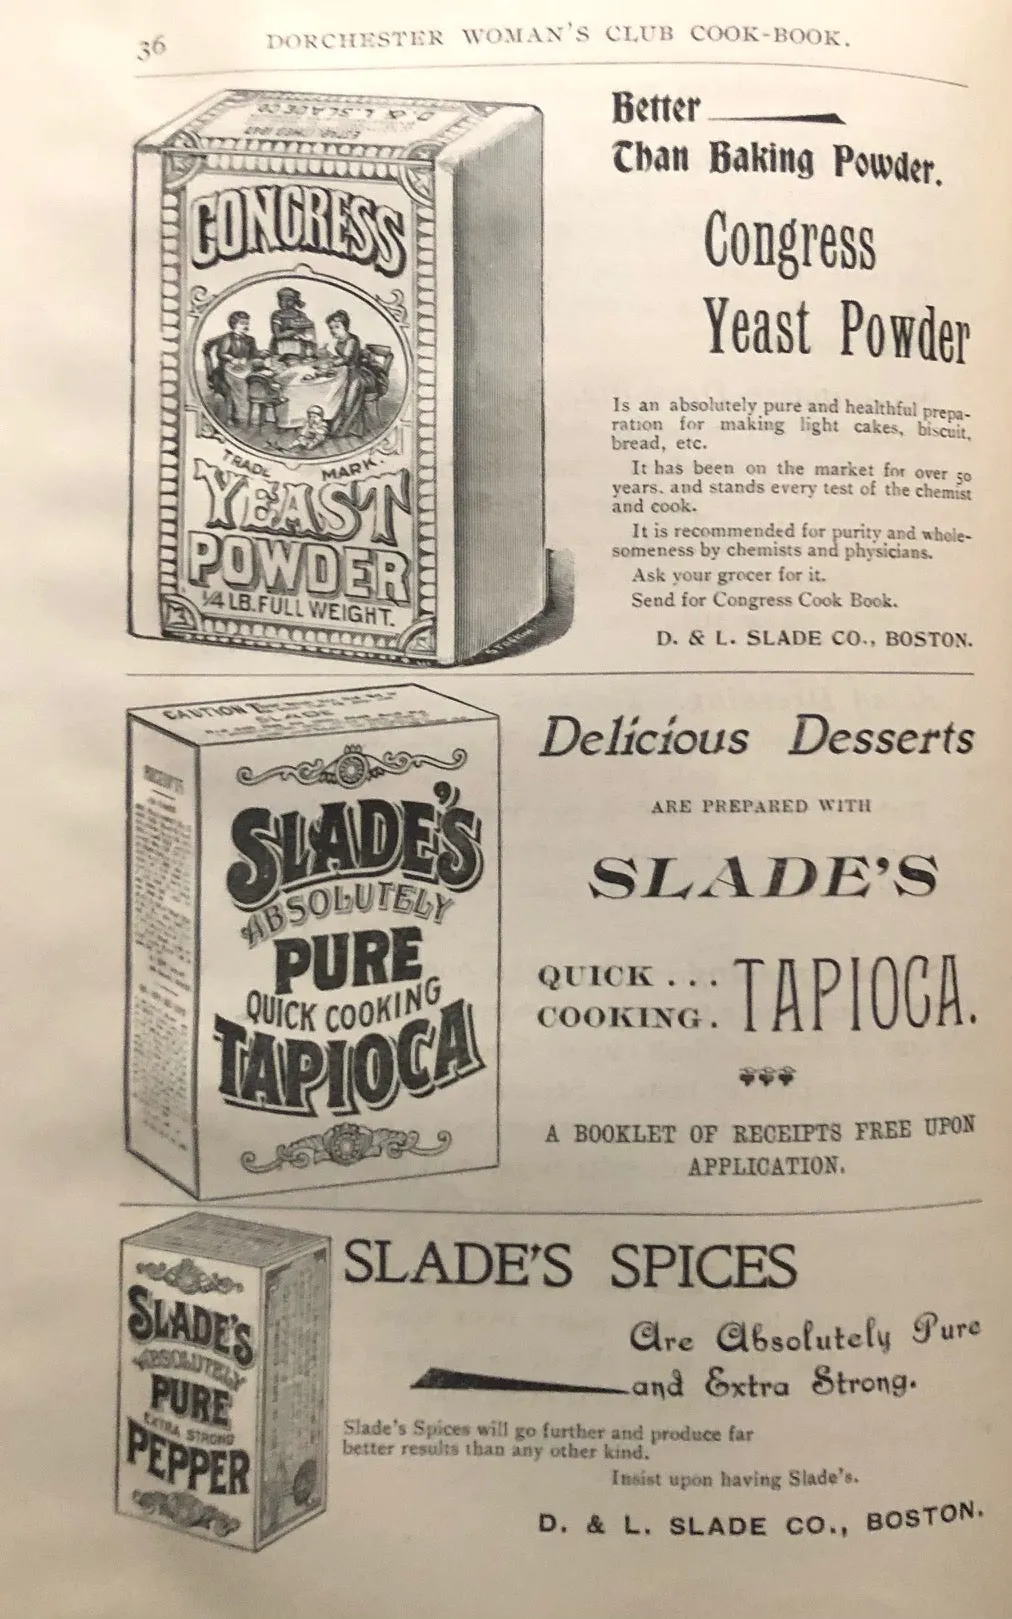 36
DORCHESTER WOMAN'S CLUB COOK-BOOK.
D. & L. SLADE CO
CONGRESS
TRADE MARK.
YEAST
POWDER
1/4 LB. FULL WEIGHT.
Better
Than Baking Powder.
Congress
Yeast Powder
Is an absolutely pure and healthful prepa-
ration for making light cakes, biscuit,
bread, etc.
It has been on the market for over 50
years. and stands every test of the chemist
and cook.
It is recommended for purity and whole-
someness by chemists and physicians.
Ask your grocer for it.
Send for Congress Cook Book.
D. & L. SLADE CO., BOSTON.
CAUTION
SLADE
SLADE'S
ABSOLUTELY
PURE
QUICK COOKING
TAPIOCA
Delicious Desserts
ARE PREPARED WITH
SLADE'S
QUICK . . .
COOKING .
TAPIOCA.
A BOOKLET OF RECEIPTS FREE UPON
APPLICATION.
SLADE'S
ABSOLUTELY
PURE
EXTRA STRONG
PEPPER
SLADE'S SPICES
Are Absolutely Pure
and Extra Strong.
Slade's Spices will go further and produce far
better results than any other kind.
Insist upon having Slade's.
D. & L. SLADE CO., BOSTON.